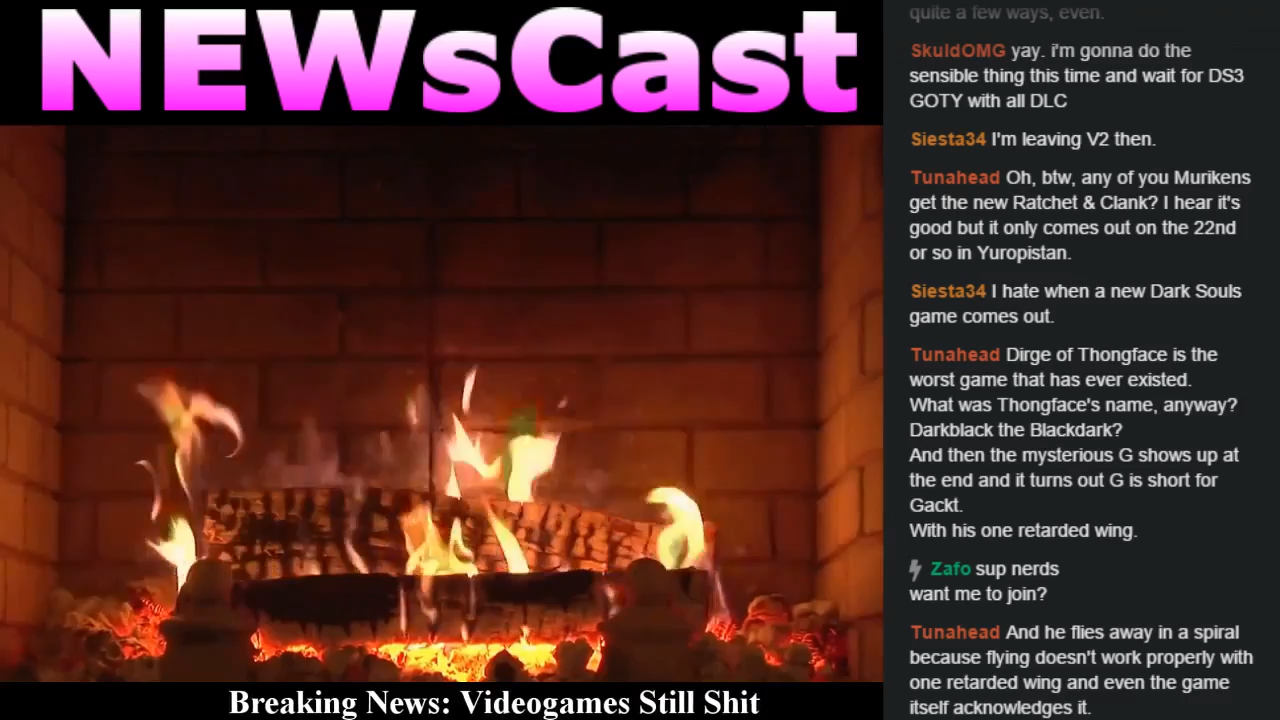 NEWsCast
quite a few ways, even.
SkuldOMG yay. i'm gonna do the
sensible thing this time and wait for DS3
GOTY with all DLC
Siesta34 I'm leaving V2 then.
Tunahead Oh, btw, any of you Murikens
get the new Ratchet & Clank? I hear it's
good but it only comes out on the 22nd
or so in Yuropistan.
Siesta34 I hate when a new Dark Souls
game comes out.
Tunahead Dirge of Thongface is the
worst game that has ever existed.
What was Thongface's name, anyway?
Darkblack the Blackdark?
And then the mysterious G shows up at
the end and it turns out G is short for
Gackt.
With his one retarded wing.
Zafo sup nerds
want me to join?
Tunahead And he flies away in a spiral
because flying doesn't work properly with
one retarded wing and even the game
itself acknowledges it.
Breaking News: Videogames Still Shit